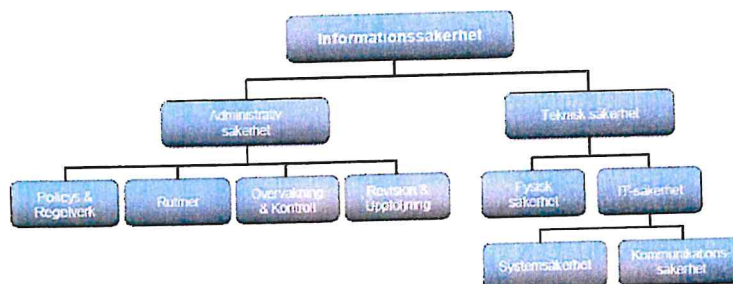 Informationssäkerhet
Administrativ
säkerhet
Teknisk säkerhet
Policys &
Regelverk
Rutiner
Övervakning
& Kontroll
Revision &
Uppföljning
Fysisk
säkerhet
IT-säkerhet
Systemsäkerhet
Kommunikations-
säkerhet